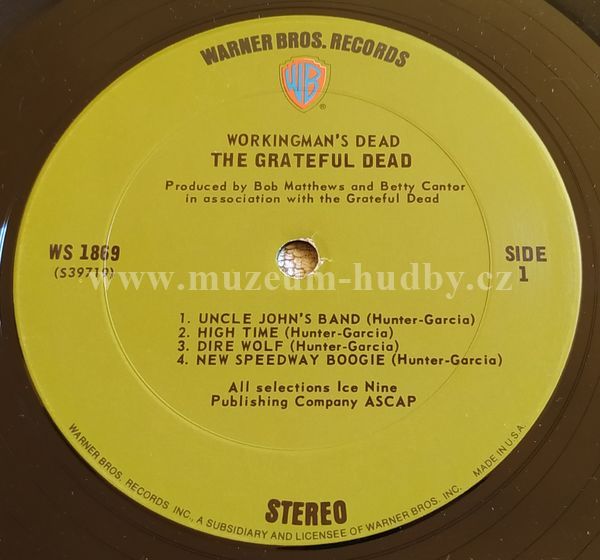 WARNER BROS. RECORDS
WB
®
WORKINGMAN'S DEAD
THE GRATEFUL DEAD
Produced by Bob Matthews and Betty Cantor
in association with the Grateful Dead
WS 1869
(S39719)
SIDE
1
www.muzeum-hudby.cz
1. UNCLE JOHN'S BAND (Hunter-Garcia)
2. HIGH TIME (Hunter-Garcia)
3. DIRE WOLF (Hunter-Garcia)
4. NEW SPEEDWAY BOOGIE (Hunter-Garcia)
All selections Ice Nine
Publishing Company ASCAP
STEREO
WARNER BROS. RECORDS INC., A SUBSIDIARY AND LICENSEE OF WARNER BROS. INC. MADE IN U.S.A.